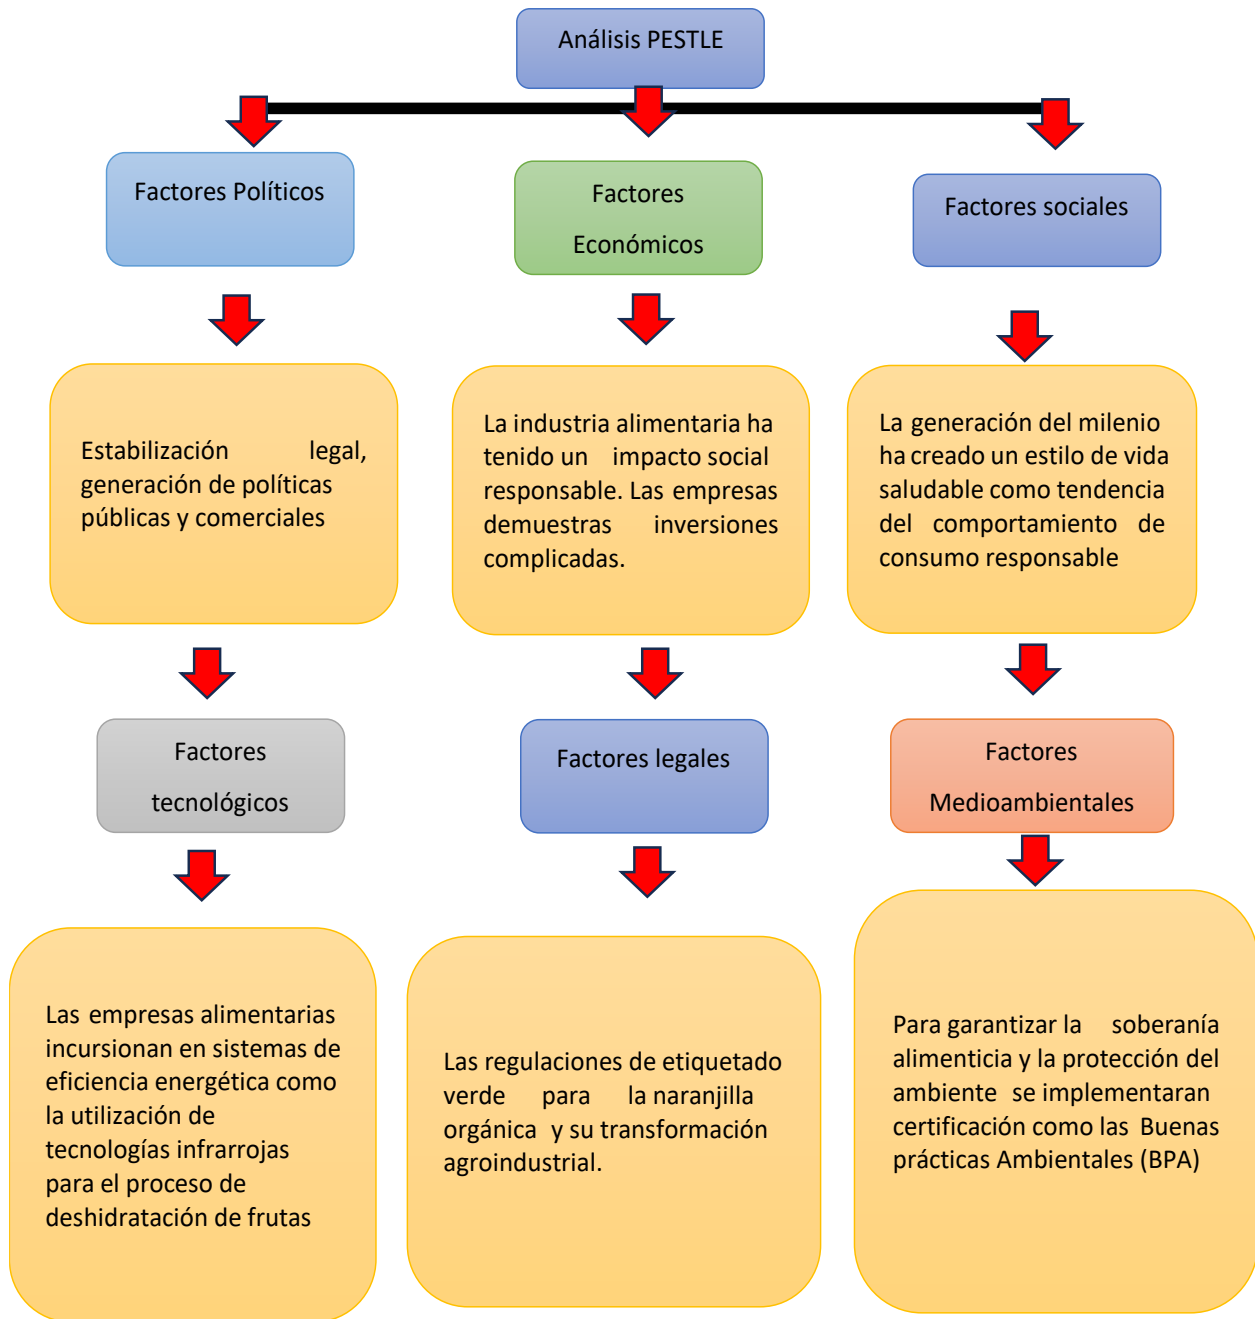 Análisis PESTLE
Factores Políticos
Factores
Económicos
Factores sociales
Estabilización legal,
generación de políticas
públicas y comerciales
La industria alimentaria ha
tenido un impacto social
responsable. Las empresas
demuestras inversiones
complicadas.
La generación del milenio
ha creado un estilo de vida
saludable como tendencia
del comportamiento de
consumo responsable
Factores
tecnológicos
Factores legales
Factores
Medioambientales
Las empresas alimentarias
incursionan en sistemas de
eficiencia energética como
la utilización de
tecnologías infrarrojas
para el proceso de
deshidratación de frutas
Las regulaciones de etiquetado
verde para la naranjilla
orgánica y su transformación
agroindustrial.
Para garantizar la soberanía
alimenticia y la protección del
ambiente se implementaran
certificación como las Buenas
prácticas Ambientales (BPA)